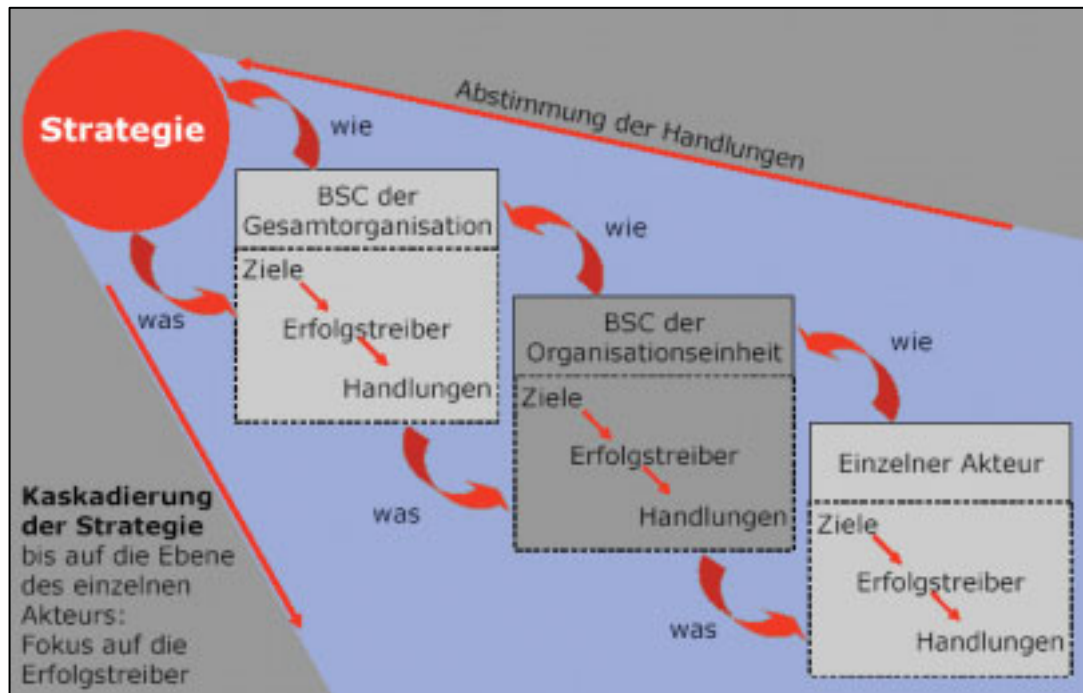 Strategie
wie
Abstimmung der Handlungen
BSC der
Gesamtorganisation
Ziele
Erfolgstreiber
Handlungen
was
wie
BSC der
Organisationseinheit
Ziele
Erfolgstreiber
Handlungen
was
wie
Einzelner Akteur
Ziele
Erfolgstreiber
Handlungen
was
Kaskadierung
der Strategie
bis auf die Ebene
des einzelnen
Akteurs:
Fokus auf die
Erfolgstreiber